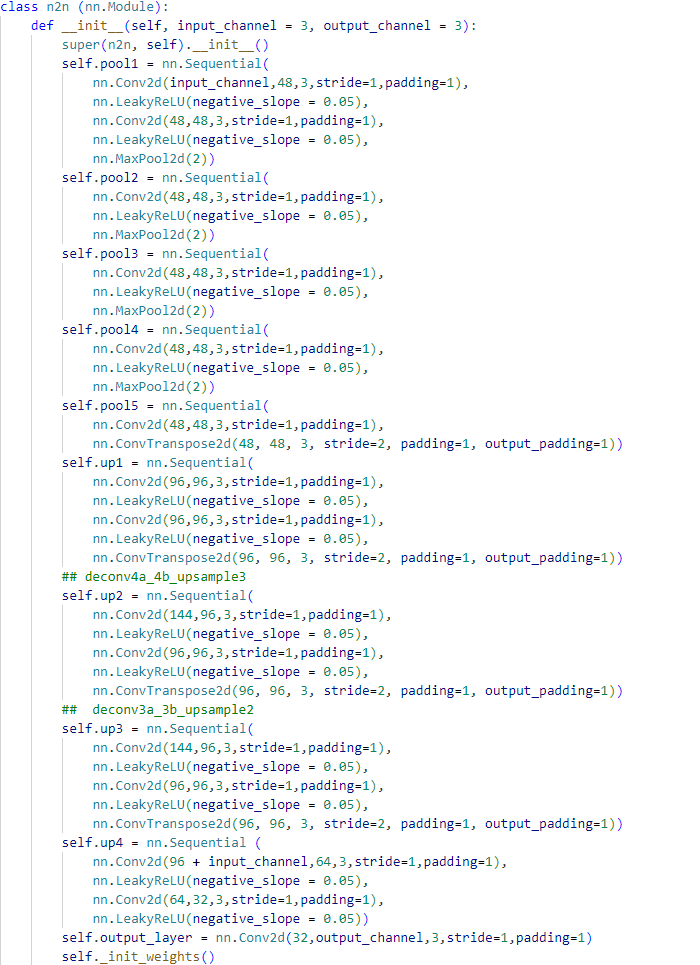 class n2n (nn.Module):
    def __init__(self, input_channel = 3, output_channel = 3):
        super(n2n, self).__init__()
        self.pool1 = nn.Sequential(
            nn.Conv2d(input_channel,48,3,stride=1,padding=1),
            nn.LeakyReLU(negative_slope = 0.05),
            nn.Conv2d(48,48,3,stride=1,padding=1),
            nn.LeakyReLU(negative_slope = 0.05),
            nn.MaxPool2d(2))
        self.pool2 = nn.Sequential(
            nn.Conv2d(48,48,3,stride=1,padding=1),
            nn.LeakyReLU(negative_slope = 0.05),
            nn.MaxPool2d(2))
        self.pool3 = nn.Sequential(
            nn.Conv2d(48,48,3,stride=1,padding=1),
            nn.LeakyReLU(negative_slope = 0.05),
            nn.MaxPool2d(2))
        self.pool4 = nn.Sequential(
            nn.Conv2d(48,48,3,stride=1,padding=1),
            nn.LeakyReLU(negative_slope = 0.05),
            nn.MaxPool2d(2))
        self.pool5 = nn.Sequential(
            nn.Conv2d(48,48,3,stride=1,padding=1),
            nn.ConvTranspose2d(48, 48, 3, stride=2, padding=1, output_padding=1))
        self.up1 = nn.Sequential(
            nn.Conv2d(96,96,3,stride=1,padding=1),
            nn.LeakyReLU(negative_slope = 0.05),
            nn.Conv2d(96,96,3,stride=1,padding=1),
            nn.LeakyReLU(negative_slope = 0.05),
            nn.ConvTranspose2d(96, 96, 3, stride=2, padding=1, output_padding=1))
        ## deconv4a_4b_upsample3
        self.up2 = nn.Sequential(
            nn.Conv2d(144,96,3,stride=1,padding=1),
            nn.LeakyReLU(negative_slope = 0.05),
            nn.Conv2d(96,96,3,stride=1,padding=1),
            nn.LeakyReLU(negative_slope = 0.05),
            nn.ConvTranspose2d(96, 96, 3, stride=2, padding=1, output_padding=1))
        ##  deconv3a_3b_upsample2
        self.up3 = nn.Sequential(
            nn.Conv2d(144,96,3,stride=1,padding=1),
            nn.LeakyReLU(negative_slope = 0.05),
            nn.Conv2d(96,96,3,stride=1,padding=1),
            nn.LeakyReLU(negative_slope = 0.05),
            nn.ConvTranspose2d(96, 96, 3, stride=2, padding=1, output_padding=1))
        self.up4 = nn.Sequential (
            nn.Conv2d(96 + input_channel,64,3,stride=1,padding=1),
            nn.LeakyReLU(negative_slope = 0.05),
            nn.Conv2d(64,32,3,stride=1,padding=1),
            nn.LeakyReLU(negative_slope = 0.05))
        self.output_layer = nn.Conv2d(32,output_channel,3,stride=1,padding=1)
        self._init_weights()